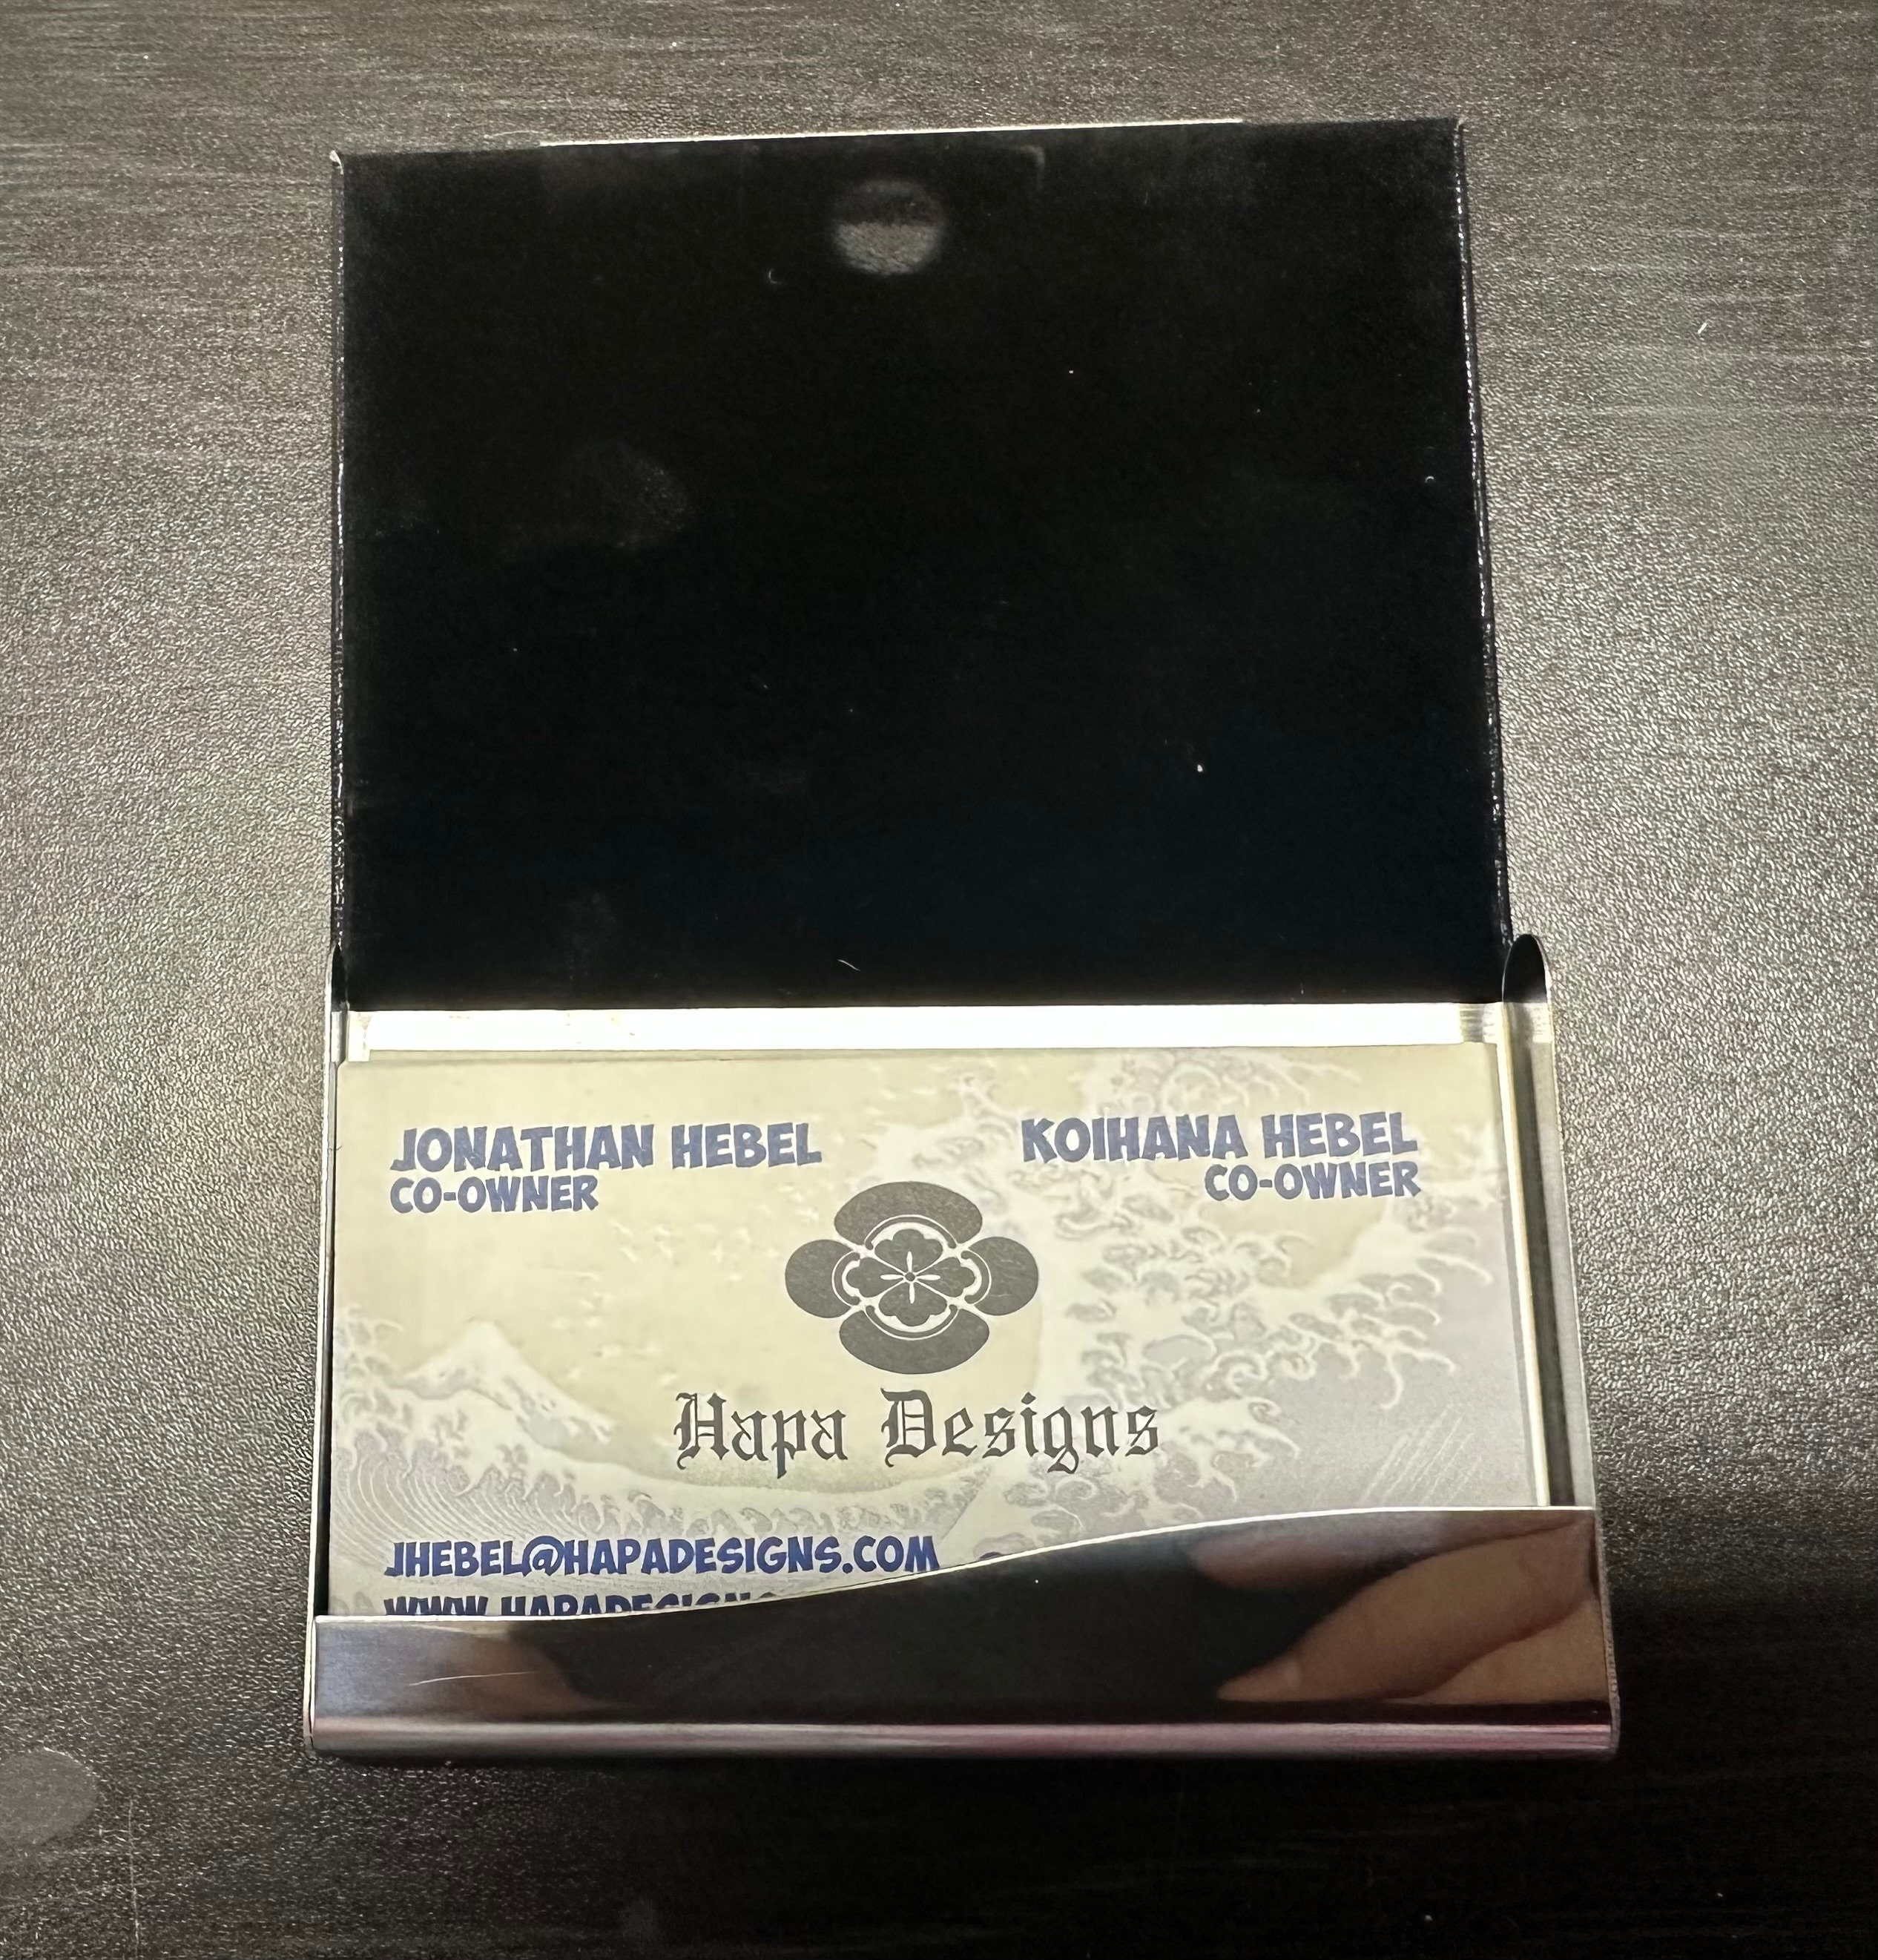 JONATHAN HEBEL
CO-OWNER
KOIHANA HEBEL
CO-OWNER
Hapa Designs
JHEBEL@HAPADESIGNS.COM